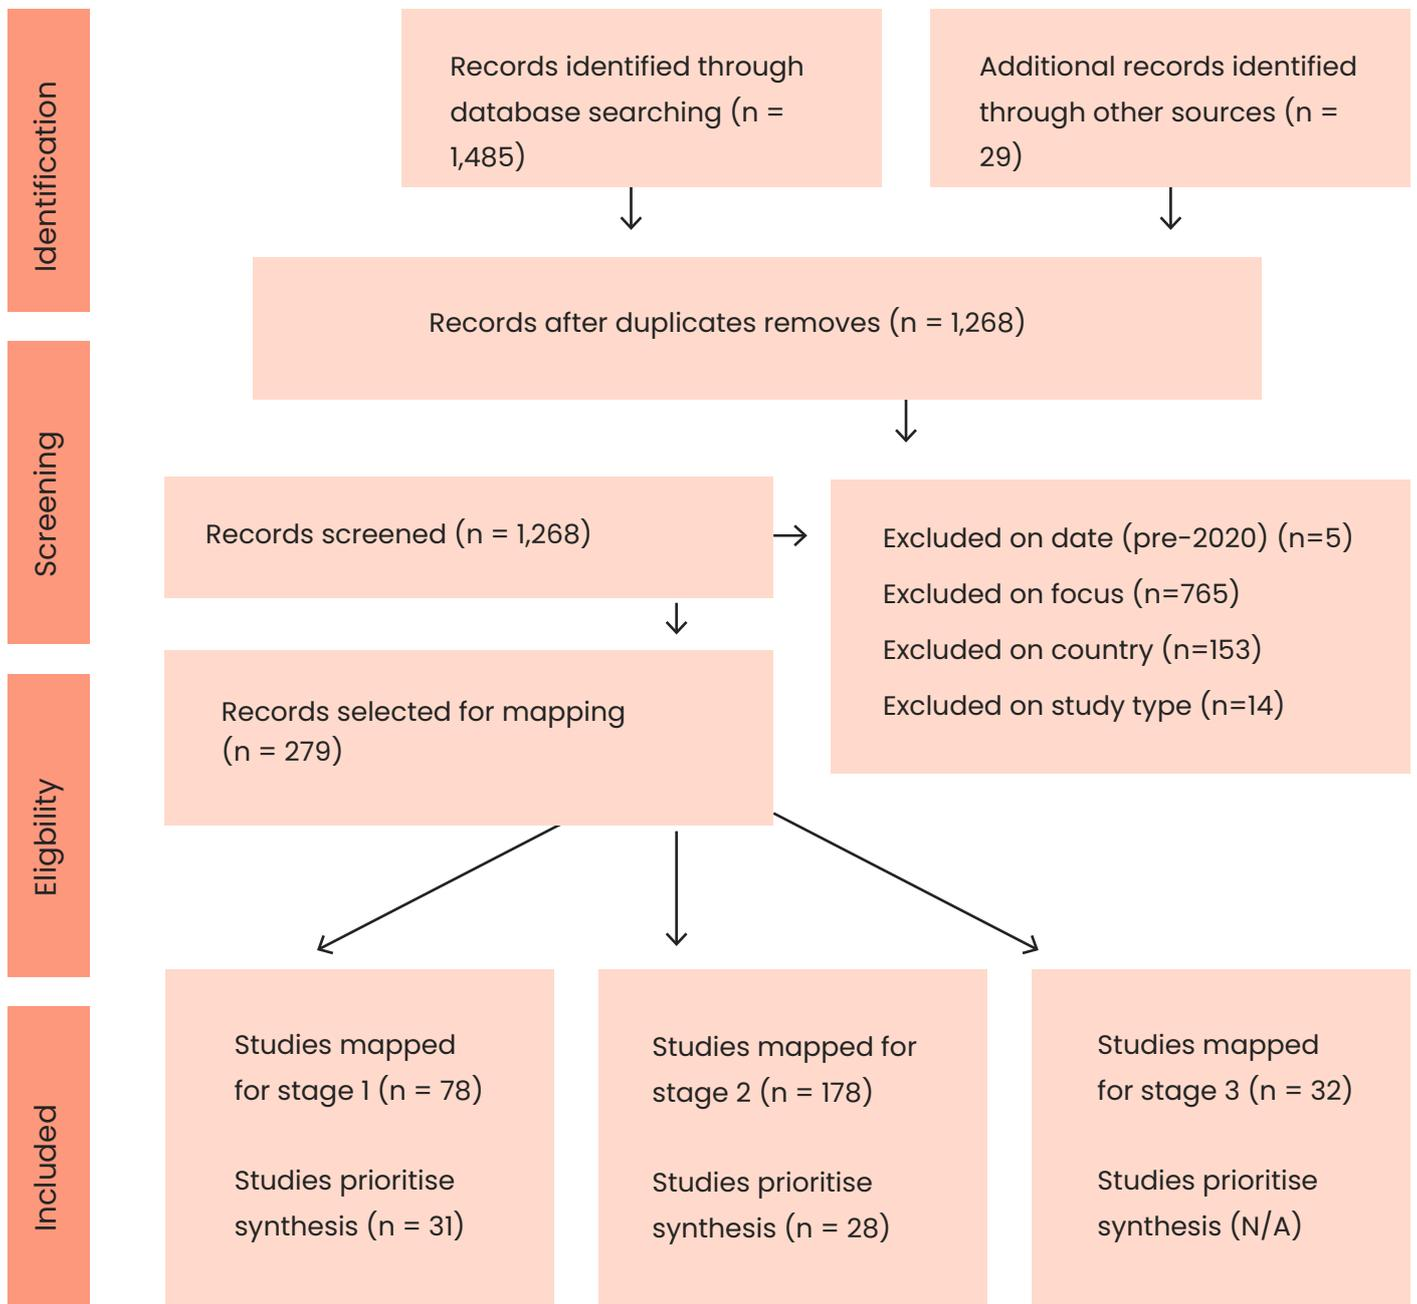 Identification
Records identified through
database searching (n =
1,485)
Additional records identified
through other sources (n =
29)
Records after duplicates removes (n = 1,268)
Screening
Records screened (n = 1,268)
Excluded on date (pre-2020) (n=5)
Excluded on focus (n=765)
Excluded on country (n=153)
Excluded on study type (n=14)
Eligbility
Records selected for mapping
(n = 279)
Included
Studies mapped
for stage 1 (n = 78)
Studies prioritise
synthesis (n = 31)
Studies mapped for
stage 2 (n = 178)
Studies prioritise
synthesis (n = 28)
Studies mapped
for stage 3 (n = 32)
Studies prioritise
synthesis (N/A)